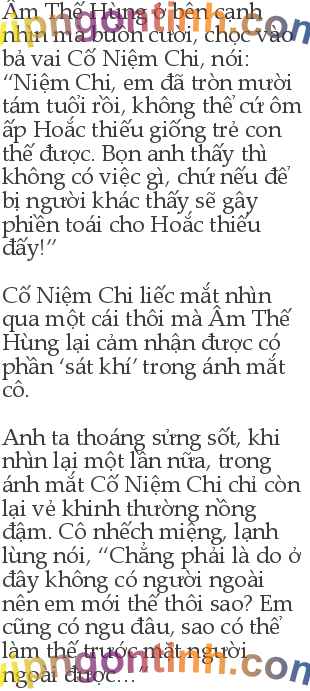 Âm Thế Hùng ở bên cạnh
nhìn mà buồn cười, chọc vào
bả vai Cố Niệm Chi, nói:
“Niệm Chi, em đã tròn mười
tám tuổi rồi, không thể cứ ôm
ấp Hoắc thiếu giống trẻ con
thế được. Bọn anh thấy thì
không có việc gì, chứ nếu để
bị người khác thấy sẽ gây
phiền toái cho Hoắc thiếu
đấy!”
Cố Niệm Chi liếc mắt nhìn
qua một cái thôi mà Âm Thế
Hùng lại cảm nhận được có
phần ‘sát khí’ trong ánh mắt
cô.
Anh ta thoáng sửng sốt, khi
nhìn lại một lần nữa, trong
ánh mắt Cố Niệm Chi chỉ còn
lại vẻ khinh thường nồng
đậm. Cô nhếch miệng, lạnh
lùng nói, “Chẳng phải là do ở
đây không có người ngoài
nên em mới thế thôi sao? Em
cũng có ngu đâu, sao có thể
làm thế trước mặt người
ngoài được...”
vipngontinh.com